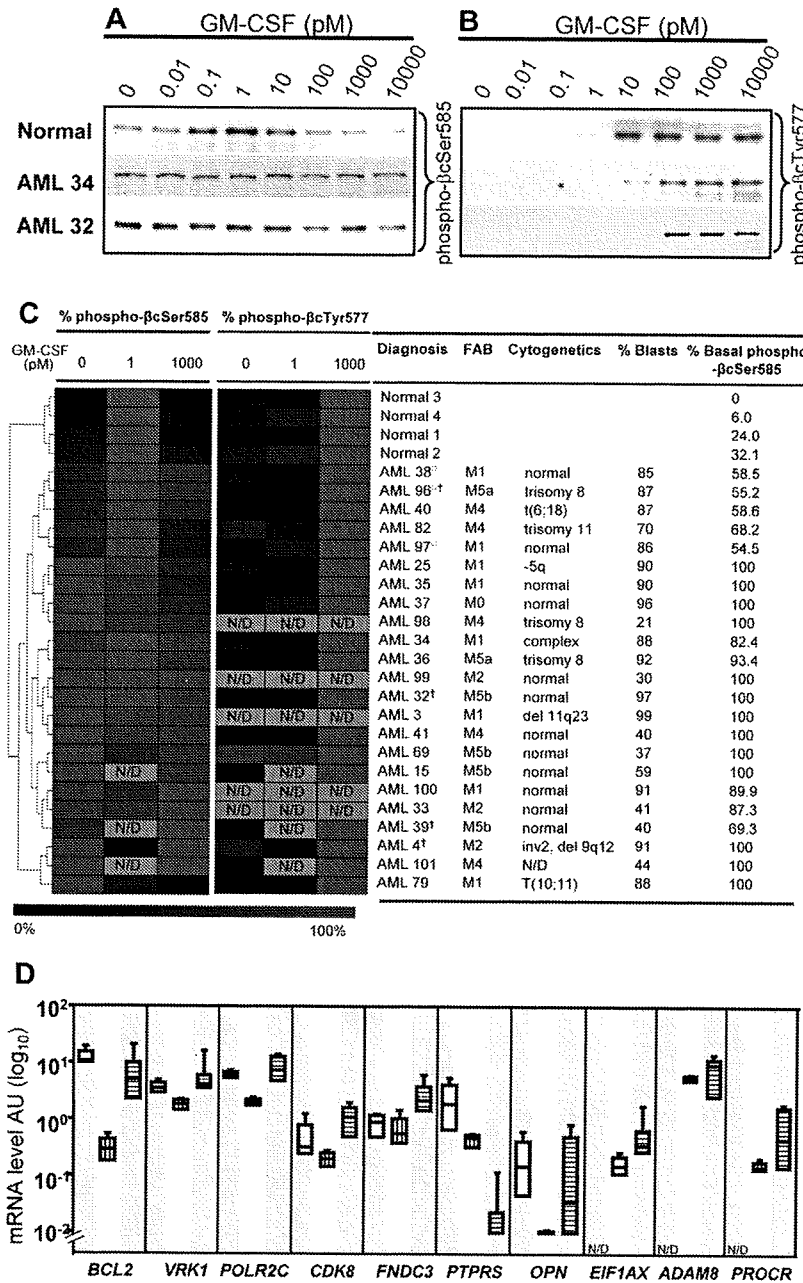 A
GM-CSF (pM)
0 0.01 0.1 1 10 100 1000 10000
Normal
AML 34
AML 32
phospho-βcSer585
B
GM-CSF (pM)
0 0.01 0.1 1 10 100 1000 10000
phospho-βcTyr577
C
% phospho-βcSer585 % phospho-βcTyr577
GM-CSF (pM) 0 1 1000 0 1 1000
Diagnosis FAB Cytogenetics % Blasts % Basal phospho
-βcSer585
Normal 3 0
Normal 4 6.0
Normal 1 24.0
Normal 2 32.1
AML 38 M1 normal 85 58.5
AML 96 † M5a trisomy 8 87 55.2
AML 40 M4 t(6;18) 87 58.6
AML 82 M4 trisomy 11 70 68.2
AML 97 M1 normal 86 54.5
AML 25 M1 -5q 90 100
AML 35 M1 normal 90 100
AML 37 M0 normal 96 100
N/D N/D N/D AML 98 M4 trisomy 8 21 100
AML 34 M1 complex 88 82.4
AML 36 M5a trisomy 8 92 93.4
N/D N/D N/D AML 99 M2 normal 30 100
AML 32† M5b normal 97 100
N/D N/D N/D AML 3 M1 del 11q23 99 100
AML 41 M4 normal 40 100
AML 69 M5b normal 37 100
N/D N/D AML 15 M5b normal 59 100
N/D N/D N/D AML 100 M1 normal 91 89.9
N/D N/D N/D AML 33 M2 normal 41 87.3
N/D N/D AML 39† M5b normal 40 69.3
AML 4† M2 inv2, del 9q12 91 100
N/D N/D AML 101 M4 N/D 44 100
AML 79 M1 T(10;11) 88 100
0% 100%
D
mRNA level AU (log10)
10²
10¹
10⁰
10⁻¹
10⁻²
N/D N/D N/D
BCL2 VRK1 POLR2C CDK8 FNDC3 PTPRS OPN EIF1AX ADAM8 PROCR